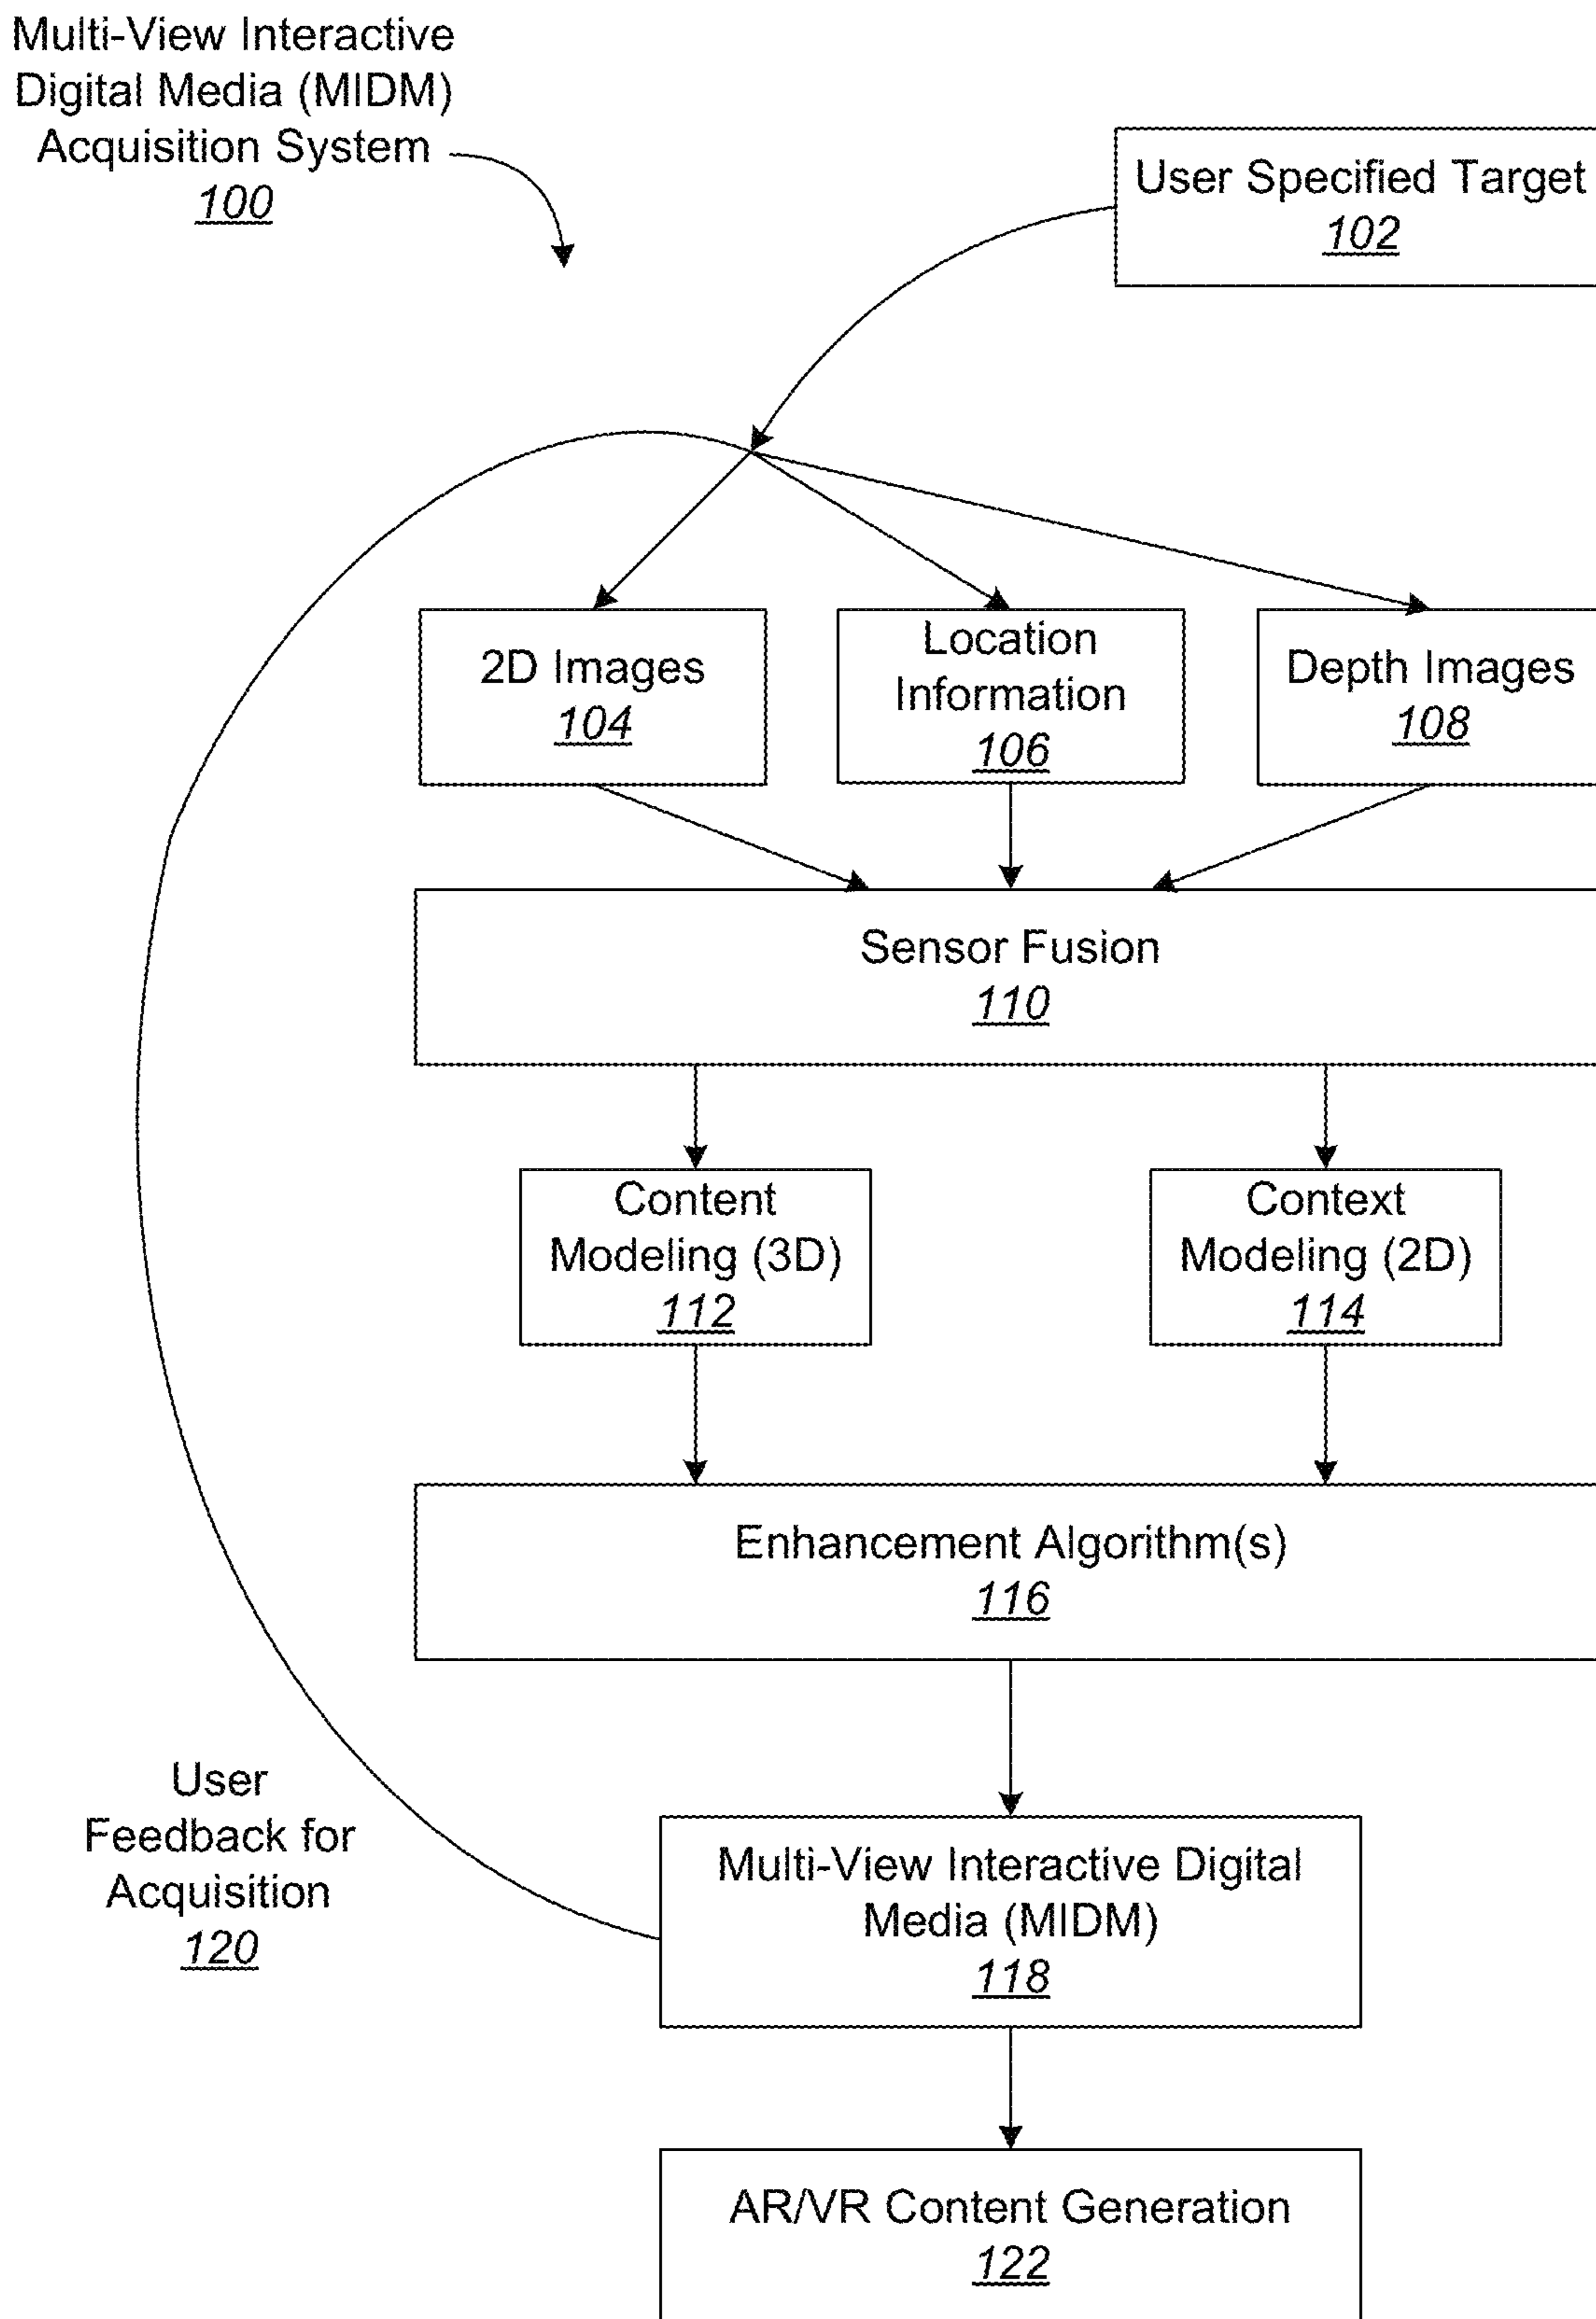 Multi-View Interactive
Digital Media (MIDM)
Acquisition System
100
User Specified Target
102
2D Images
104
Location
Information
106
Depth Images
108
Sensor Fusion
110
Content
Modeling (3D)
112
Context
Modeling (2D)
114
Enhancement Algorithm(s)
116
User
Feedback for
Acquisition
120
Multi-View Interactive Digital
Media (MIDM)
118
AR/VR Content Generation
122